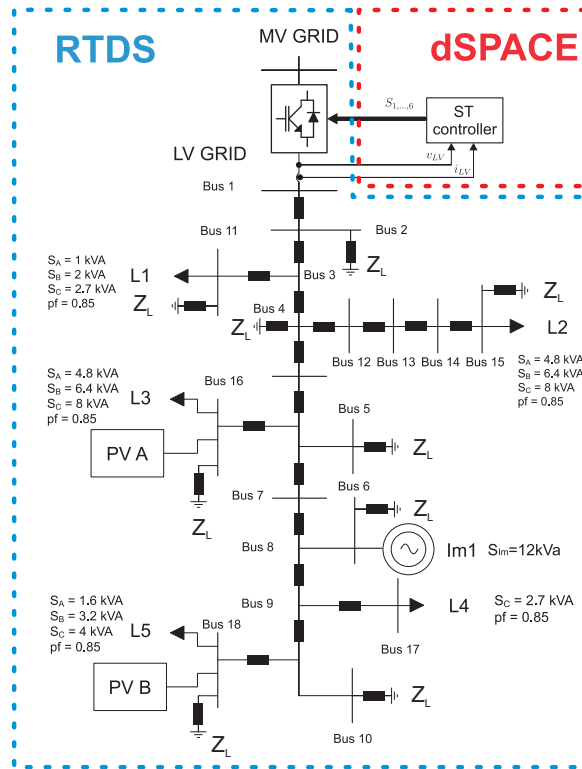 RTDS
dSPACE
MV GRID
S1,...,6
ST
controller
vLV
iLV
LV GRID
Bus 1
Bus 11
Bus 2
SA = 1 kVA
SB = 2 kVA
SC = 2.7 kVA
pf = 0.85
L1
ZL
Bus 3
ZL
Bus 4
ZL
ZL
L2
Bus 12
Bus 13
Bus 14
Bus 15
SA = 4.8 kVA
SB = 6.4 kVA
SC = 8 kVA
pf = 0.85
SA = 4.8 kVA
SB = 6.4 kVA
SC = 8 kVA
pf = 0.85
L3
Bus 16
PV A
ZL
Bus 5
ZL
Bus 7
Bus 6
ZL
Bus 8
Im1
SIm=12kVa
Bus 9
L4
SC = 2.7 kVA
pf = 0.85
Bus 17
SA = 1.6 kVA
SB = 3.2 kVA
SC = 4 kVA
pf = 0.85
L5
Bus 18
PV B
ZL
ZL
Bus 10